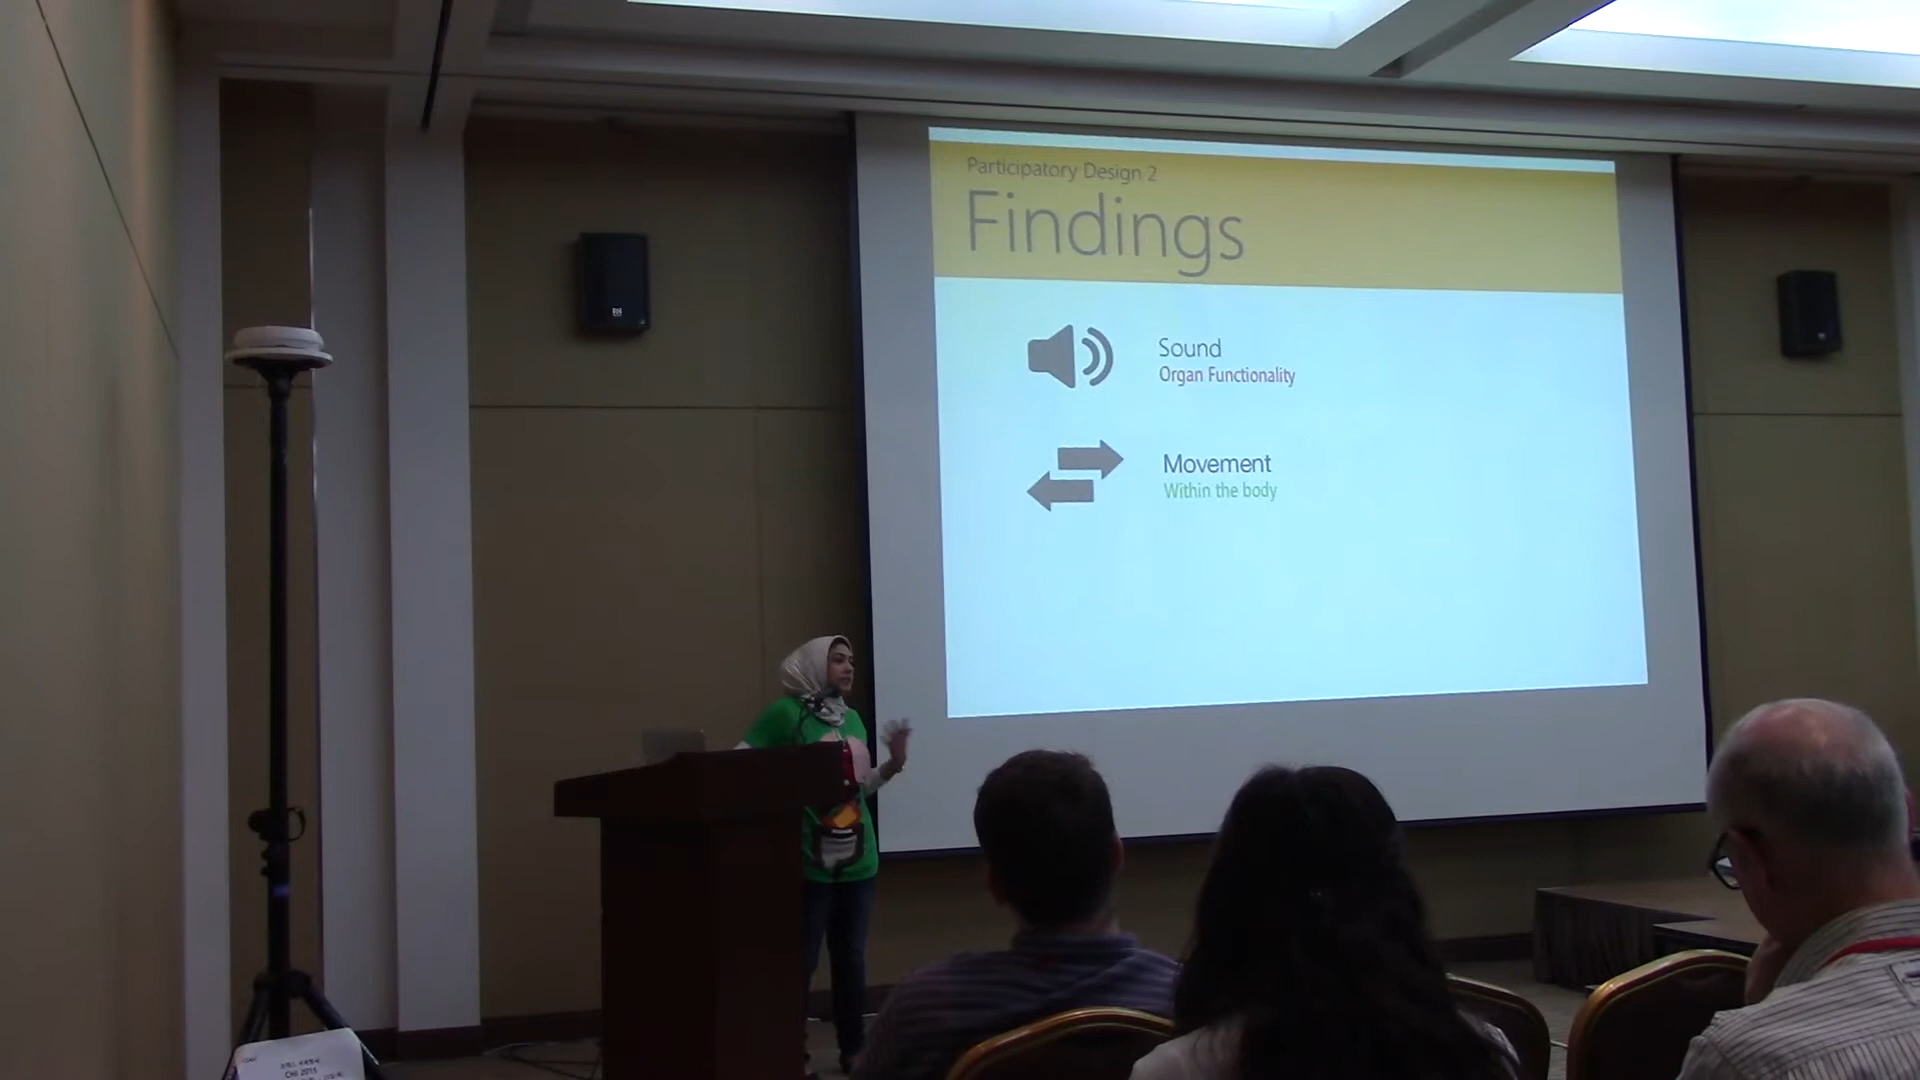 Participatory Design 2
Findings
Sound
Organ Functionality
Movement
Within the body
CHI 2015